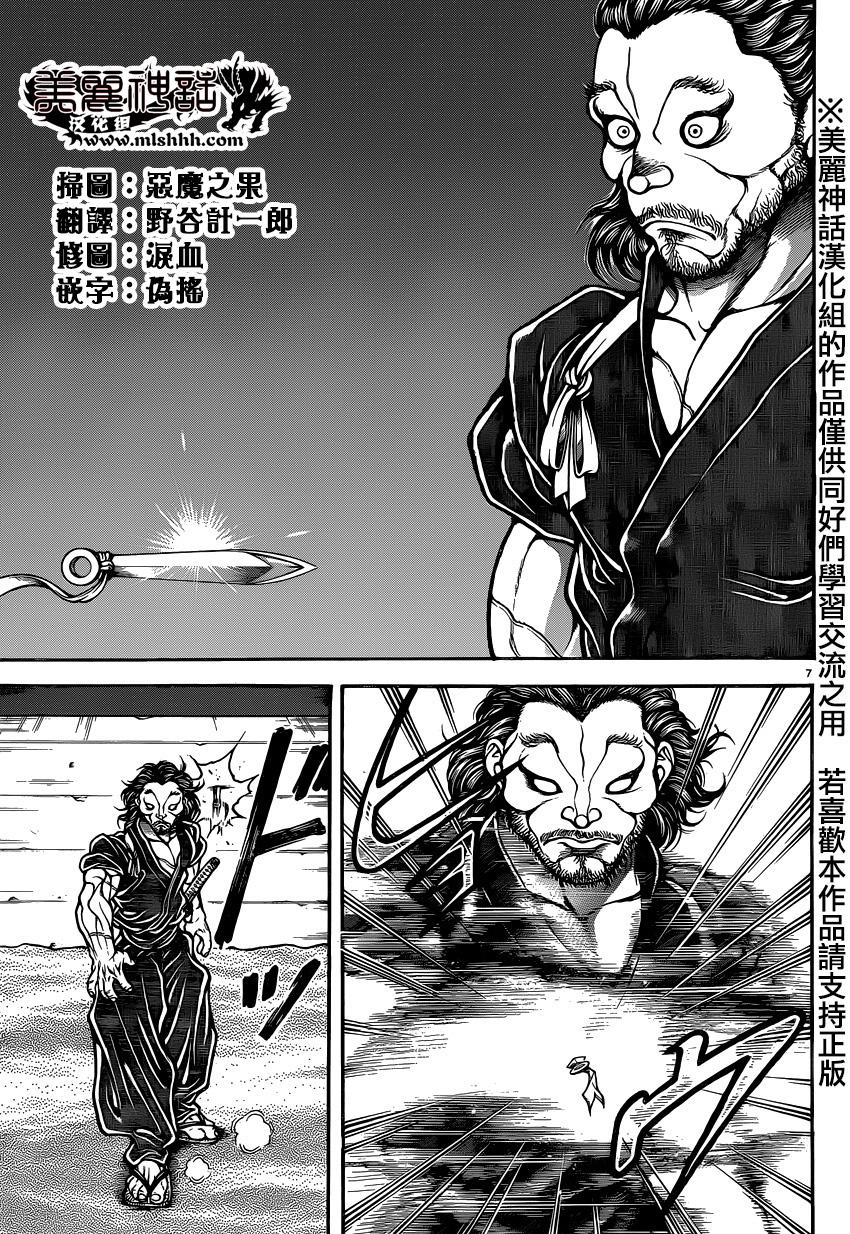 美麗神話
汉化组
www.mlshhh.com
掃圖：惡魔之果
翻譯：野谷計一郎
修圖：淚血
嵌字：偽搖
※美麗神話漢化組的作品僅供同好們學習交流之用　若喜歡本作品請支持正版
7
ドッ